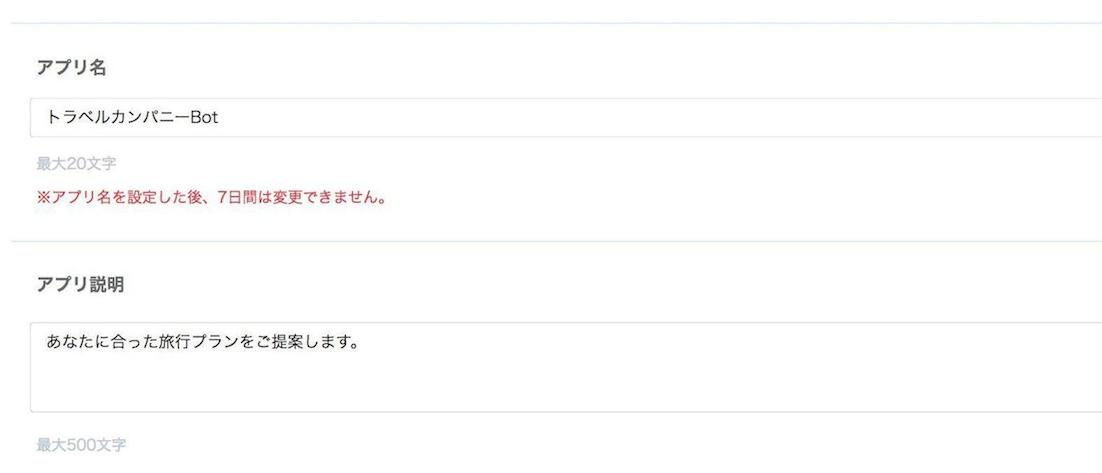 アプリ名
トラベルカンパニーBot
最大20文字
※アプリ名を設定した後、7日間は変更できません。
アプリ説明
あなたに合った旅行プランをご提案します。
最大500文字